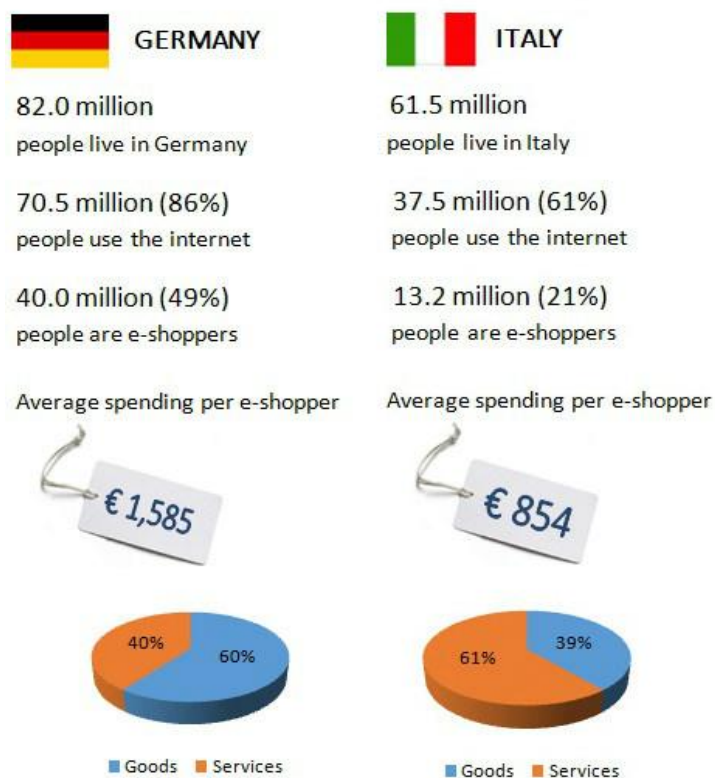 GERMANY
82.0 million
people live in Germany
70.5 million (86%)
people use the internet
40.0 million (49%)
people are e-shoppers
Average spending per e-shopper
€ 1,585
40%
60%
Goods Services
ITALY
61.5 million
people live in Italy
37.5 million (61%)
people use the internet
13.2 million (21%)
people are e-shoppers
Average spending per e-shopper
€ 854
39%
61%
Goods Services